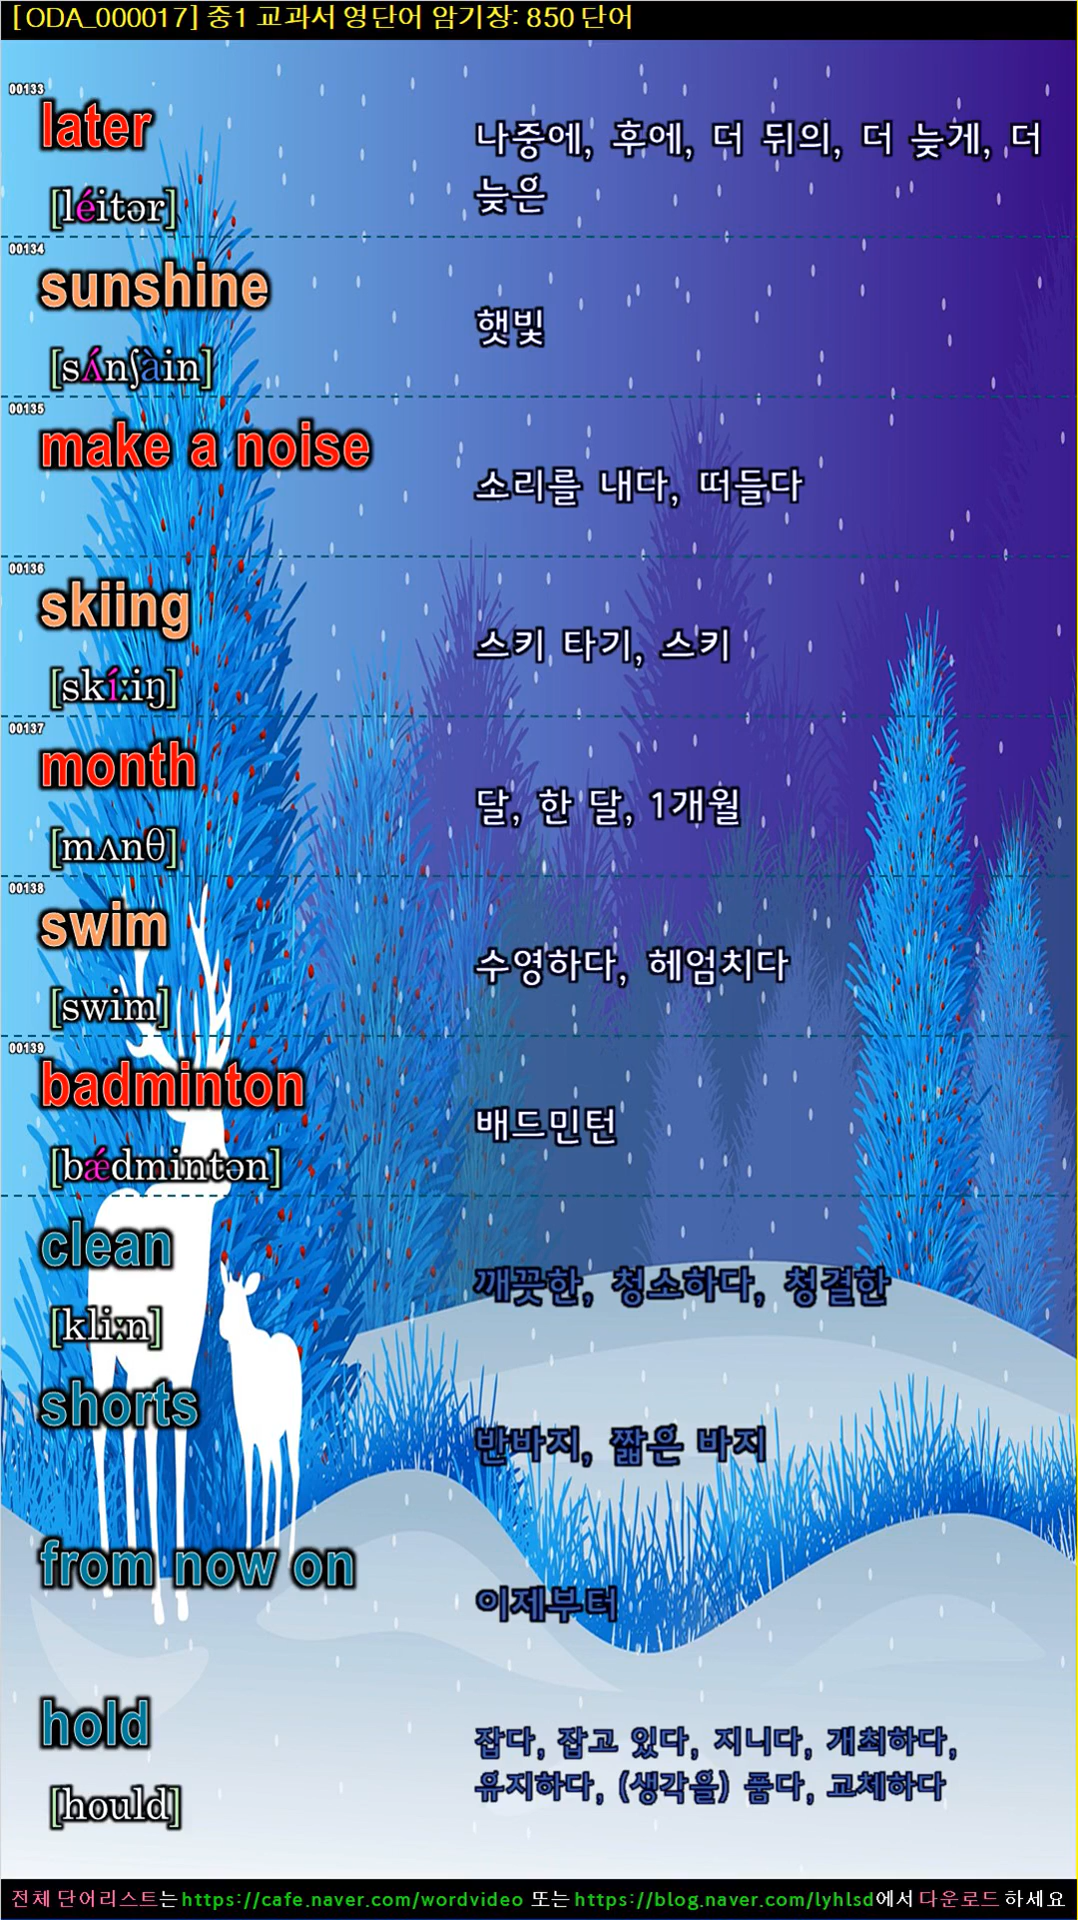 [ODA_000017] 중1 교과서 영단어 암기장: 850 단어
00133
later
나중에, 후에, 더 뒤의, 더 늦게, 더
늦은
[léitər]
00134
sunshine
햇빛
[sʌ́nʃàin]
00135
make a noise
소리를 내다, 떠들다
00136
skiing
스키 타기, 스키
[skíːiŋ]
00137
month
달, 한 달, 1개월
[mʌnθ]
00138
swim
수영하다, 헤엄치다
[swim]
00139
badminton
배드민턴
[bǽdmintən]
clean
깨끗한, 청소하다, 청결한
[kliːn]
shorts
반바지, 짧은 바지
from now on
이제부터
hold
잡다, 잡고 있다, 지니다, 개최하다,
유지하다, (생각을) 품다, 교체하다
[hould]
전체 단어리스트는 https://cafe.naver.com/wordvideo 또는 https://blog.naver.com/lyhlsd에서 다운로드 하세요